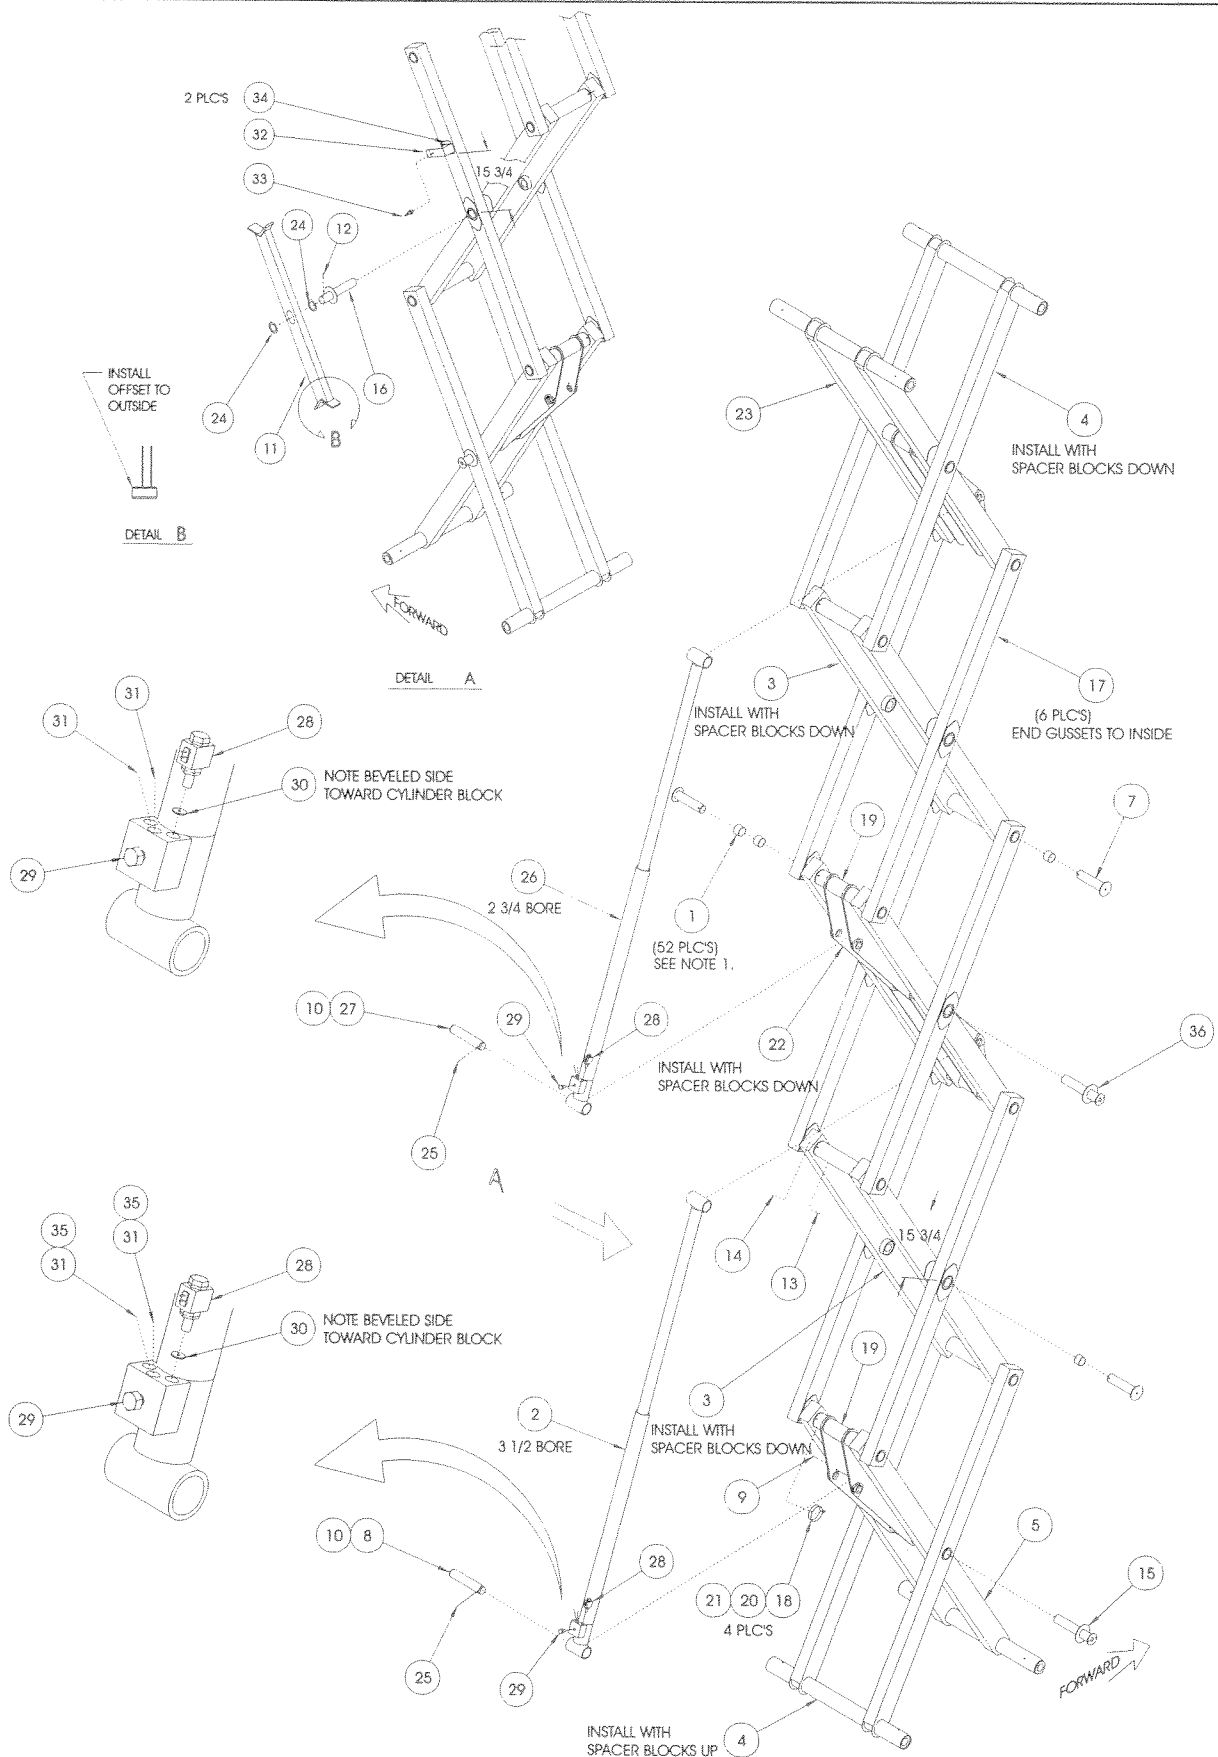 2 PLC'S 34
32
33
15 3/4
24
12
24
INSTALL
OFFSET TO
OUTSIDE
16
24
11
B
DETAIL B
FORWARD
DETAIL A
23
4
INSTALL WITH
SPACER BLOCKS DOWN
3
INSTALL WITH
SPACER BLOCKS DOWN
17
(6 PLC'S)
END GUSSETS TO INSIDE
31
31
28
30 NOTE BEVELED SIDE
TOWARD CYLINDER BLOCK
29
7
19
26
2 3/4 BORE
1
(52 PLC'S)
SEE NOTE 1.
10 27
29
28
22
36
INSTALL WITH
SPACER BLOCKS DOWN
25
A
35
31
35
31
28
30 NOTE BEVELED SIDE
TOWARD CYLINDER BLOCK
29
14
13
15 3/4
19
2
3 1/2 BORE
3
INSTALL WITH
SPACER BLOCKS DOWN
9
5
10 8
28
21 20 18
4 PLC'S
15
25
29
FORWARD
INSTALL WITH
SPACER BLOCKS UP
4